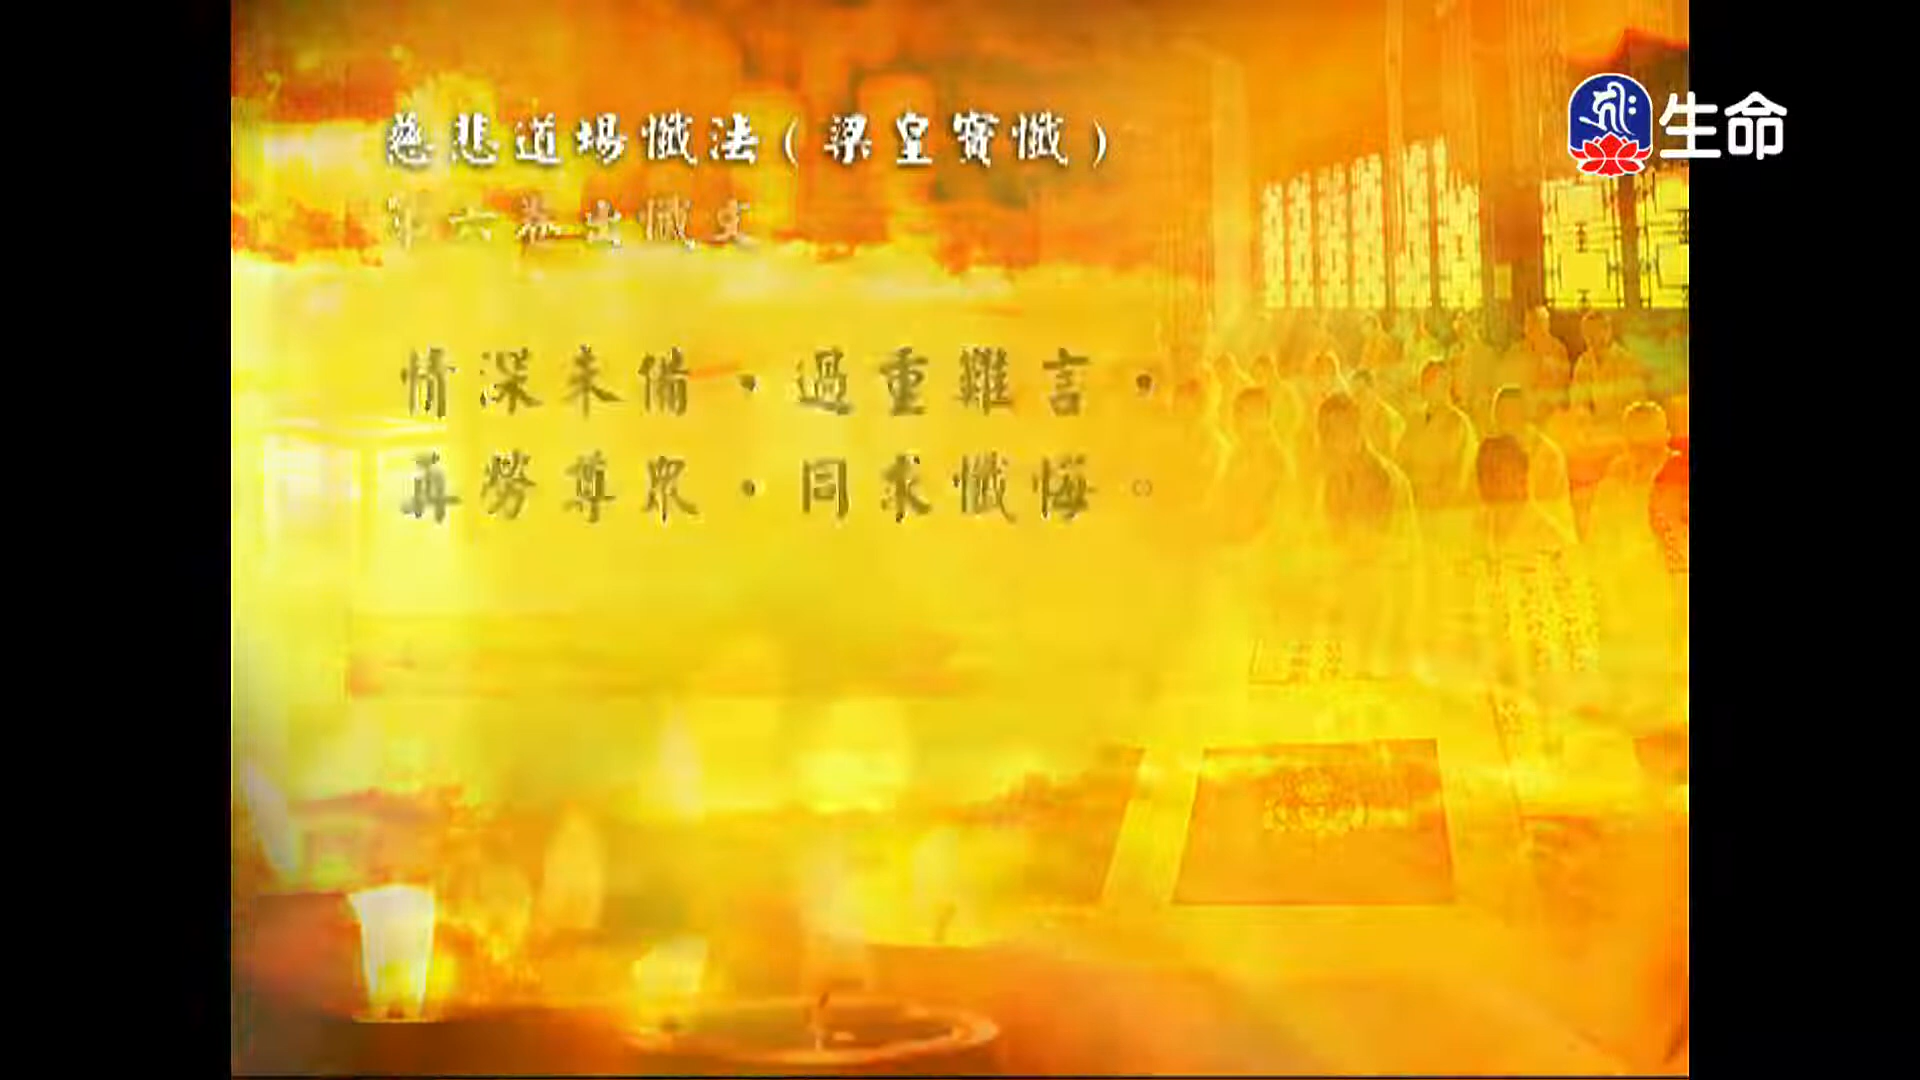 慈悲道場懺法（梁皇寶懺）
第六卷出懺文
情深未備，過重難言，
再勞尊眾，同求懺悔。
生命